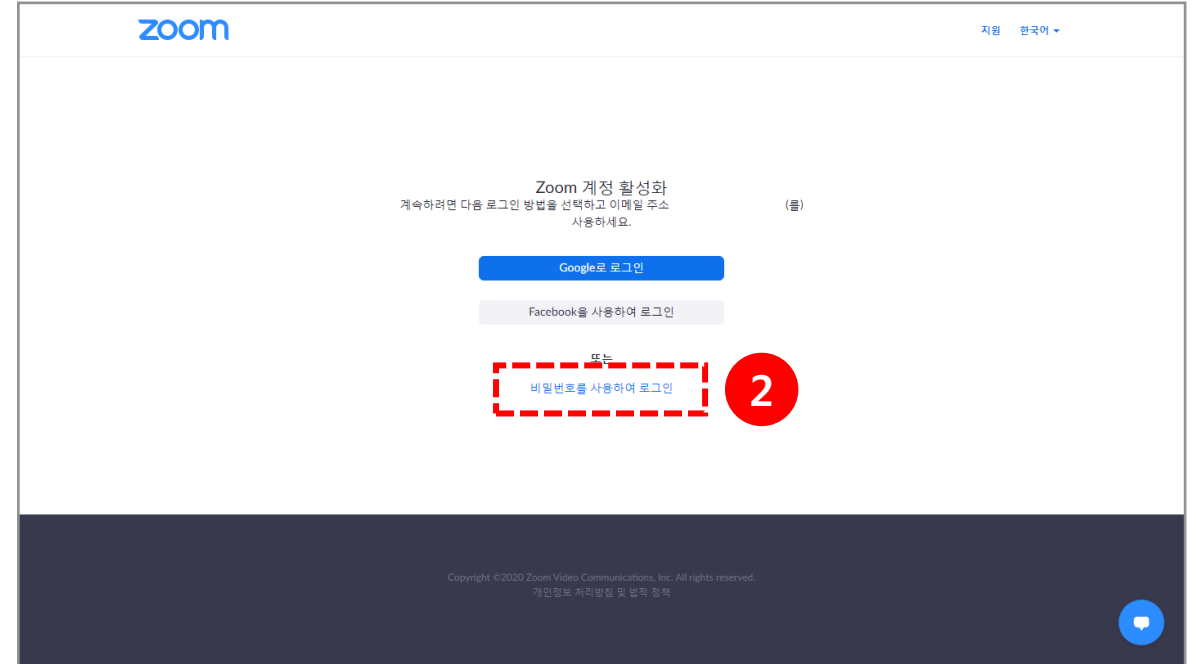 zoom
지원 한국어
Zoom 계정 활성화
계속하려면 다음 로그인 방법을 선택하고 이메일 주소 (를)
사용하세요.
Google로 로그인
Facebook을 사용하여 로그인
또는
비밀번호를 사용하여 로그인
2
Copyright ©2020 Zoom Video Communications, Inc. All rights reserved.
개인정보 처리방침 및 법적 정책